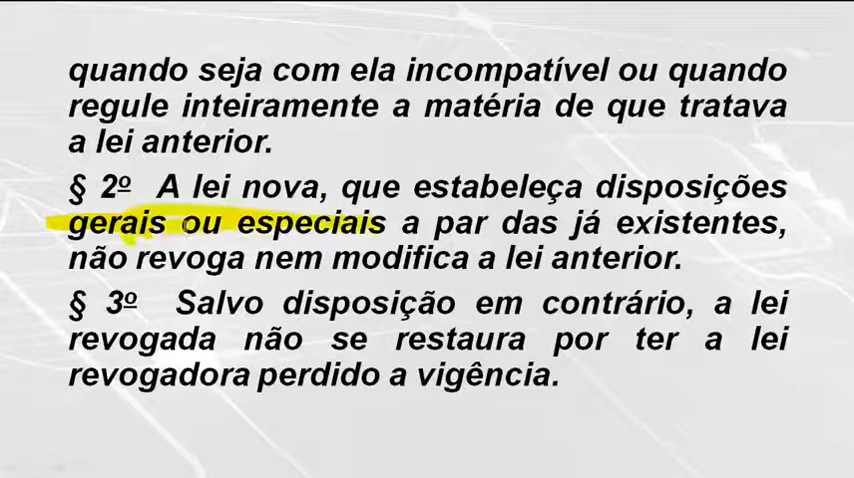 quando seja com ela incompatível ou quando
regule inteiramente a matéria de que tratava
a lei anterior.
§ 2º A lei nova, que estabeleça disposições
gerais ou especiais a par das já existentes,
não revoga nem modifica a lei anterior.
§ 3º Salvo disposição em contrário, a lei
revogada não se restaura por ter a lei
revogadora perdido a vigência.